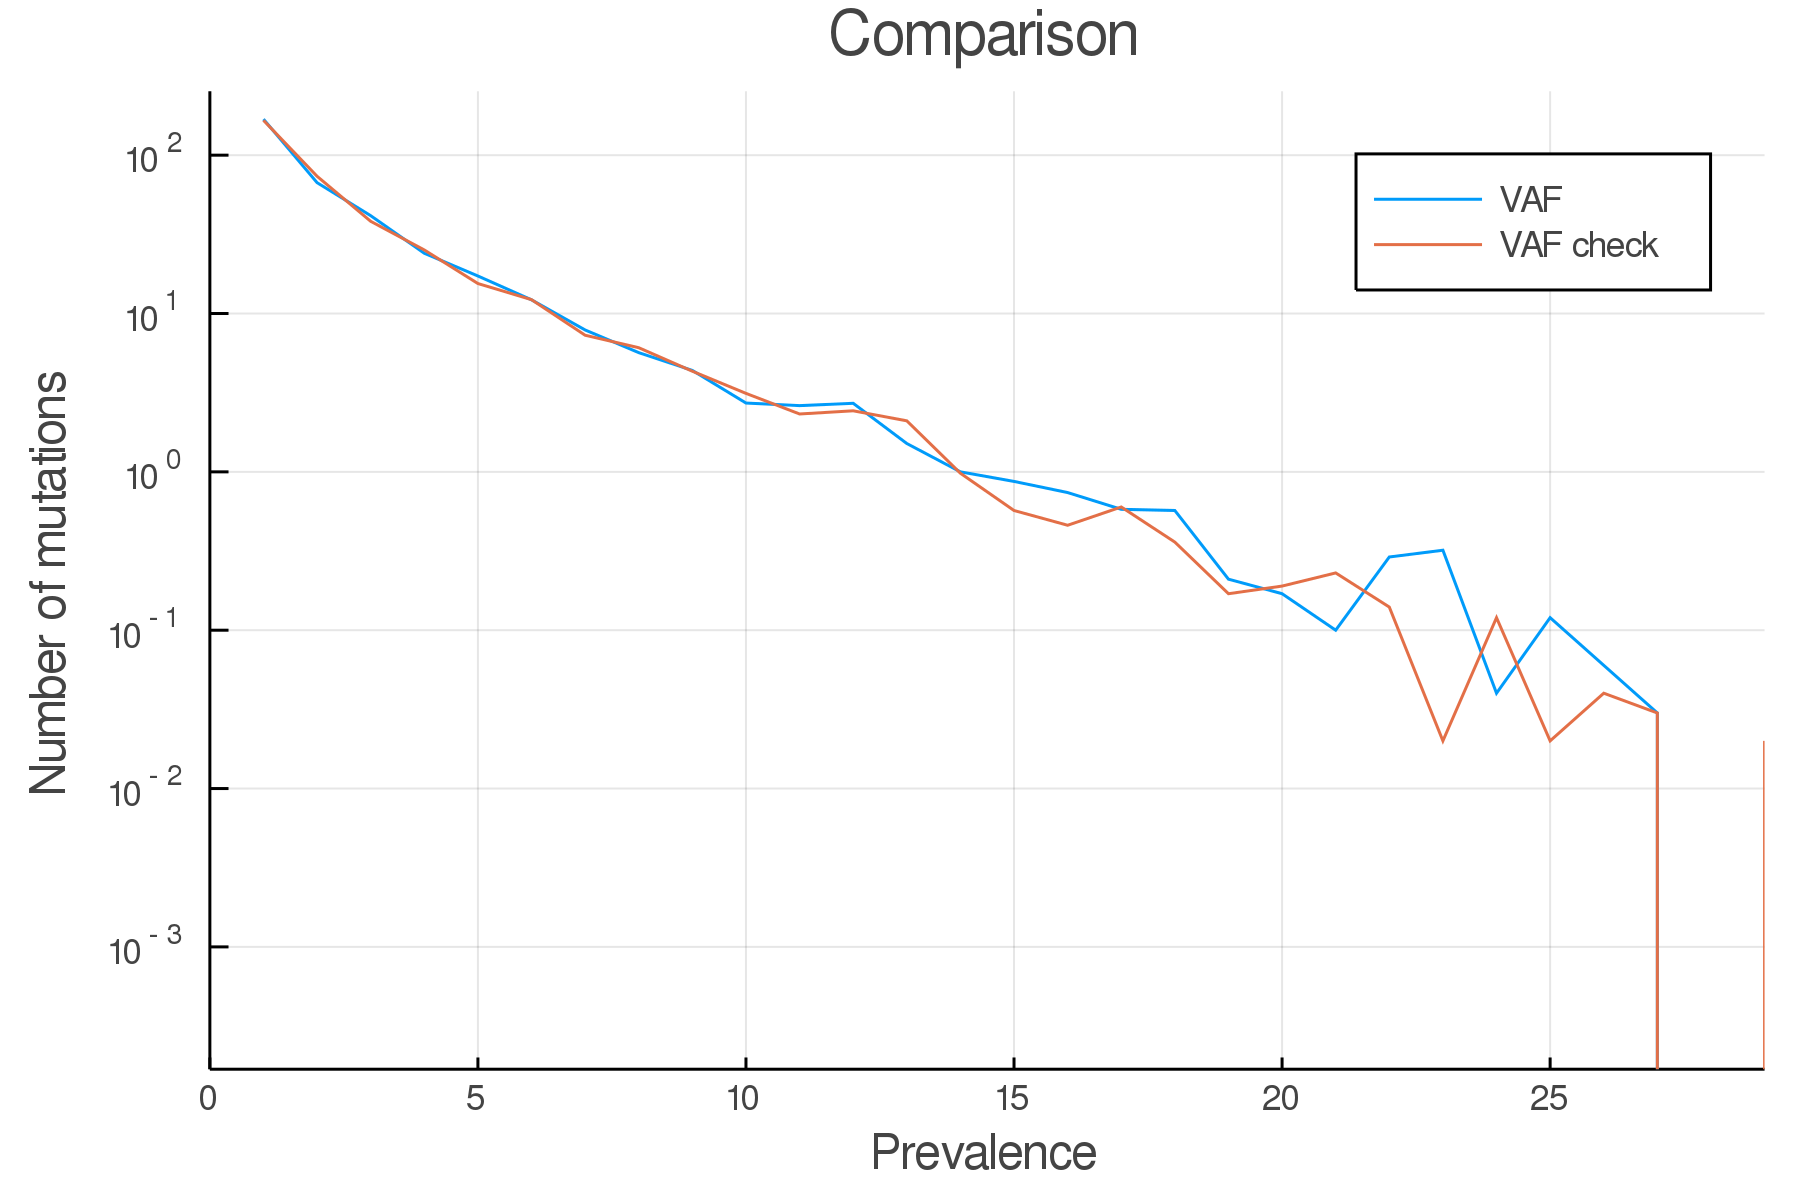 Comparison
VAF
VAF check
Number of mutations
10 2
10 1
10 0
10 - 1
10 - 2
10 - 3
0 5 10 15 20 25
Prevalence